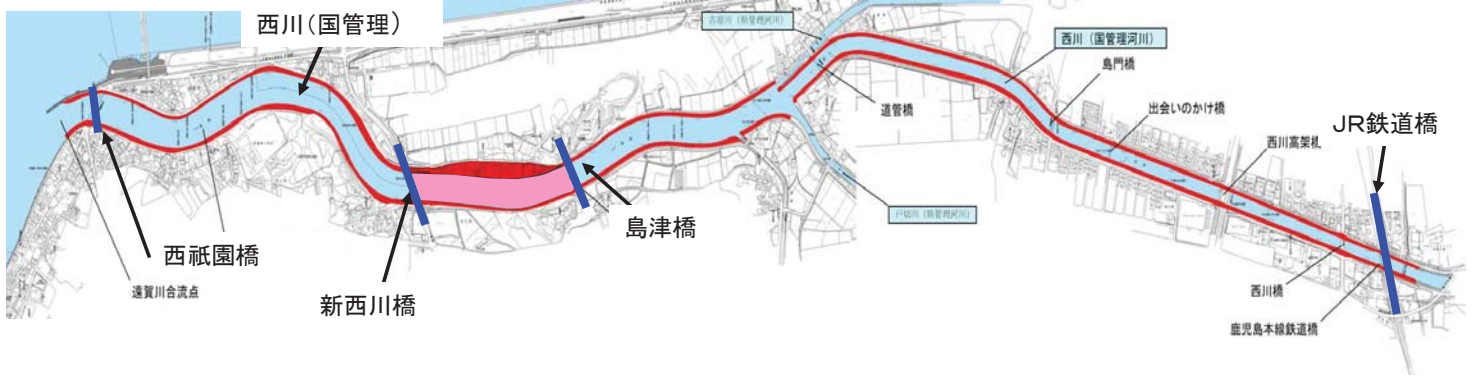 西川（国管理）
吉原川（県管理河川）
西川（国管理河川）
島門橋
道管橋
出会いのかけ橋
JR鉄道橋
西川高架橋
戸切川（県管理河川）
島津橋
西祇園橋
遠賀川合流点
新西川橋
西川橋
鹿児島本線鉄道橋